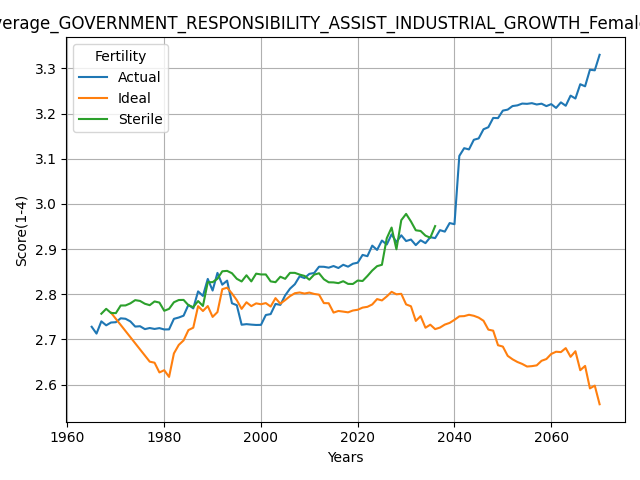 verage_GOVERNMENT_RESPONSIBILITY_ASSIST_INDUSTRIAL_GROWTH_Female
Fertility
Actual
Ideal
Sterile
3.3
3.2
3.1
3.0
2.9
2.8
2.7
2.6
Score(1-4)
1960
1980
2000
2020
2040
2060
Years